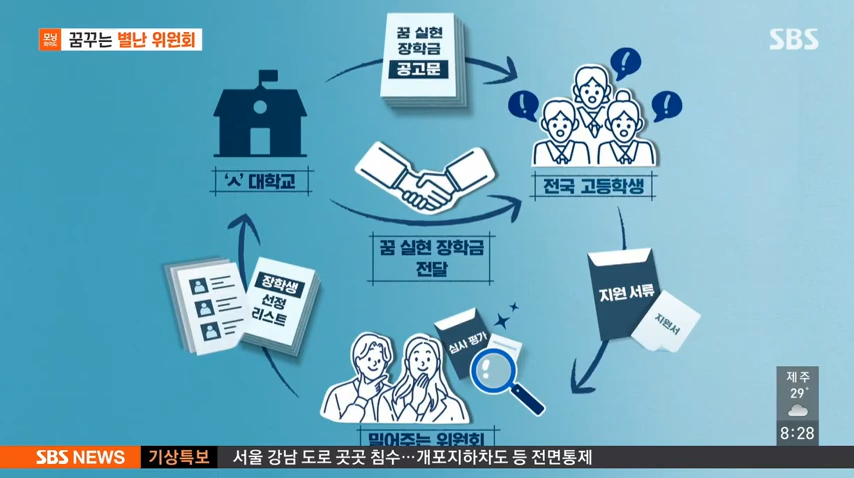 모닝
와이드
꿈꾸는 별난 위원회
SBS
꿈 실현
장학금
공고문
'ㅅ' 대학교
전국 고등학생
꿈 실현 장학금
전달
장학생
선정
리스트
지원 서류
지원서
심사 평가
밀어주는 위원회
제주
29°
8:28
SBS NEWS
기상특보
서울 강남 도로 곳곳 침수…개포지하차도 등 전면통제